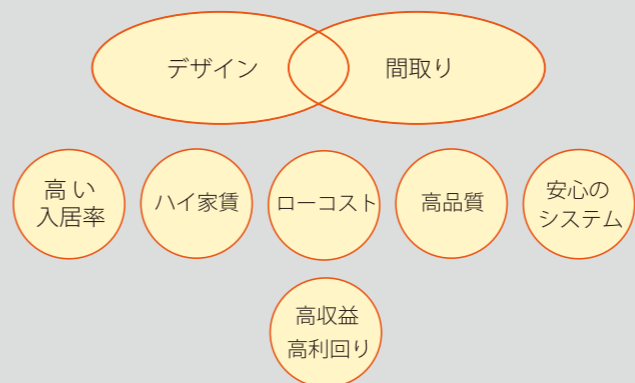 デザイン
間取り
高い
入居率
ハイ家賃
ローコスト
高品質
安心の
システム
高収益
高利回り